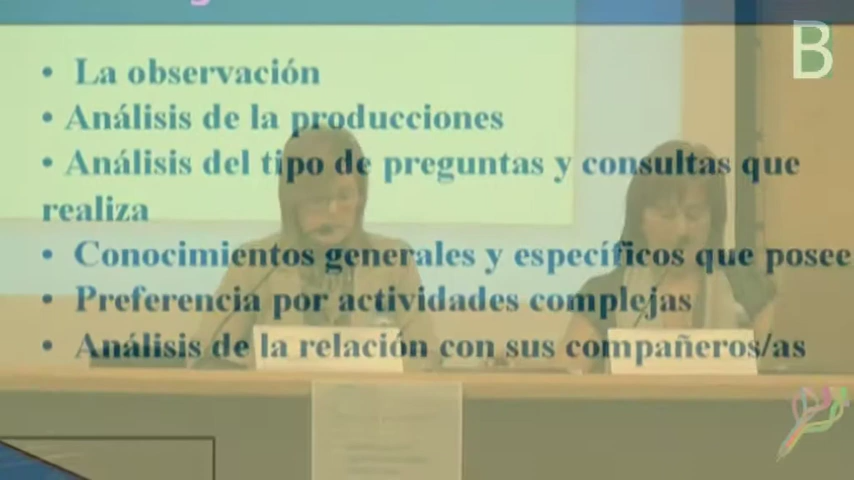 B
• La observación
• Análisis de la producciones
• Análisis del tipo de preguntas y consultas que
realiza
• Conocimientos generales y específicos que posee
• Preferencia por actividades complejas
• Análisis de la relación con sus compañeros/as